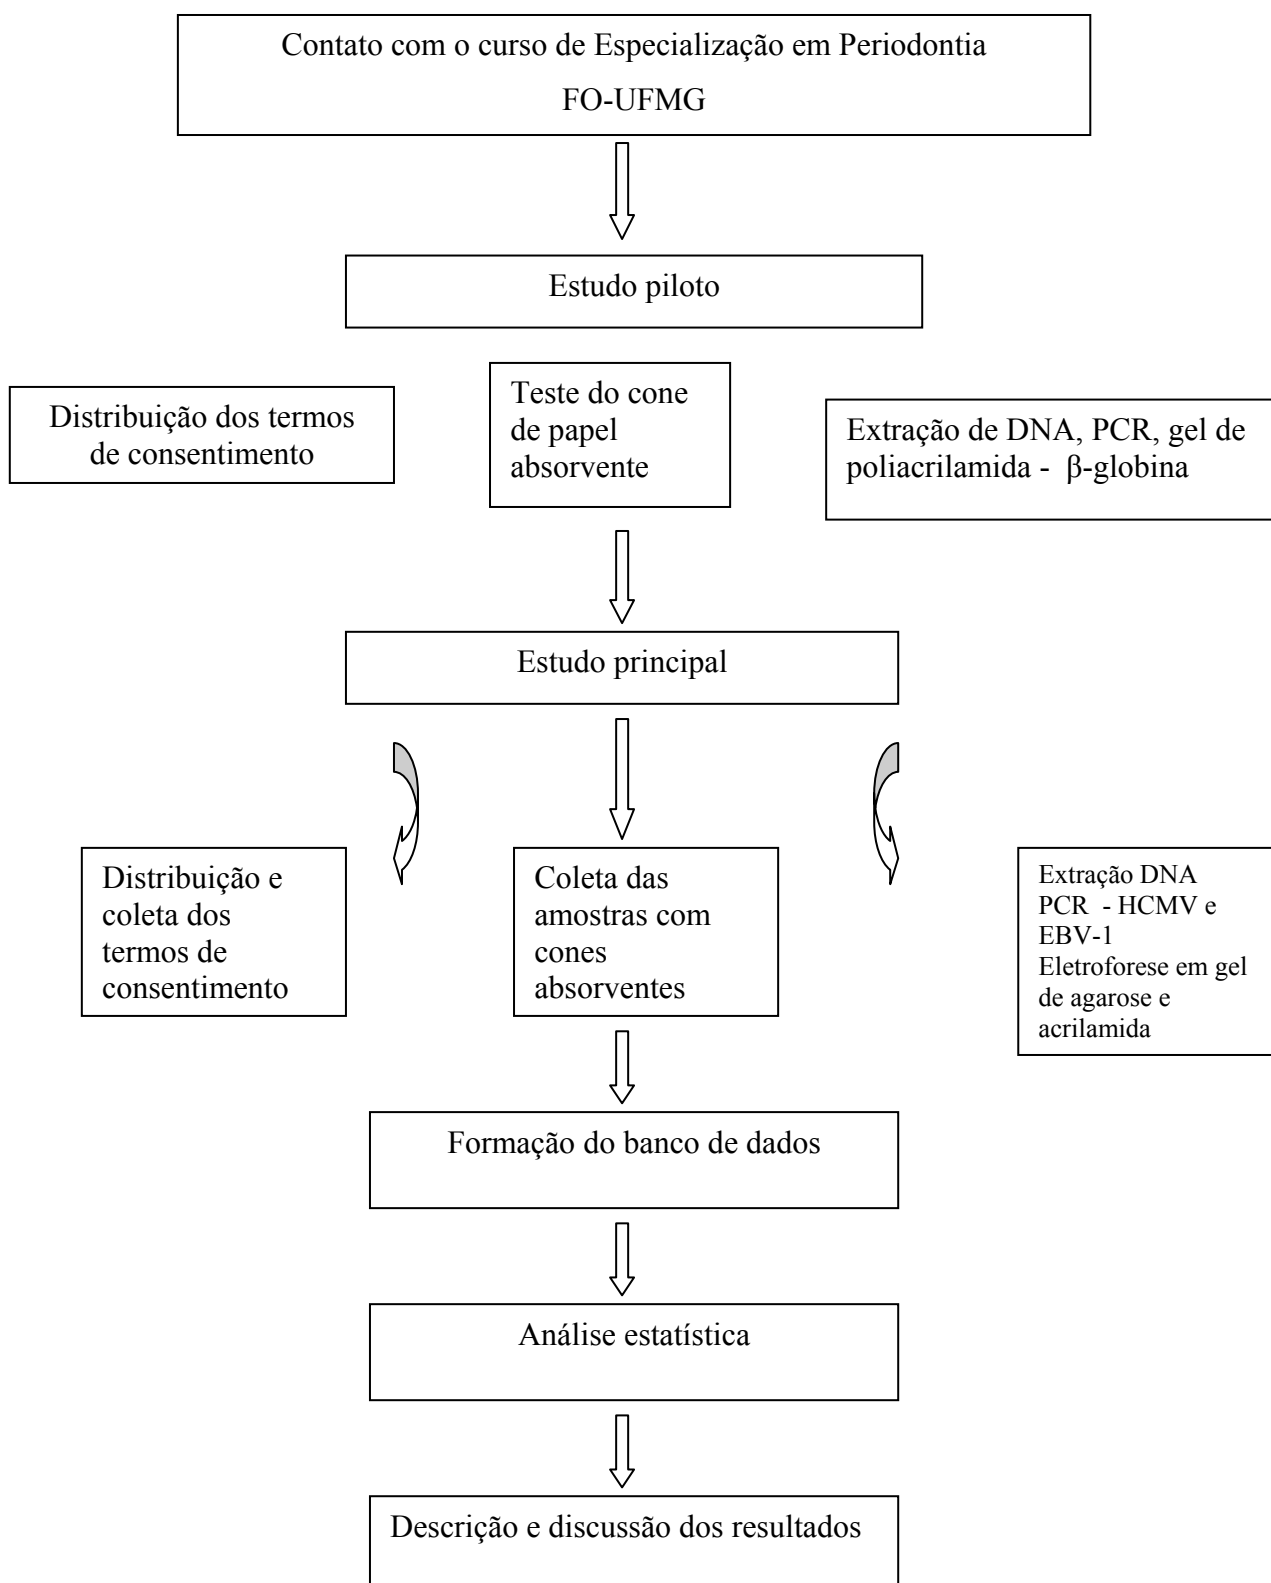 Contato com o curso de Especialização em Periodontia
FO-UFMG
Estudo piloto
Distribuição dos termos
de consentimento
Teste do cone
de papel
absorvente
Extração de DNA, PCR, gel de
poliacrilamida - β-globina
Estudo principal
Distribuição e
coleta dos
termos de
consentimento
Coleta das
amostras com
cones
absorventes
Extração DNA
PCR - HCMV e
EBV-1
Eletroforese em gel
de agarose e
acrilamida
Formação do banco de dados
Análise estatística
Descrição e discussão dos resultados